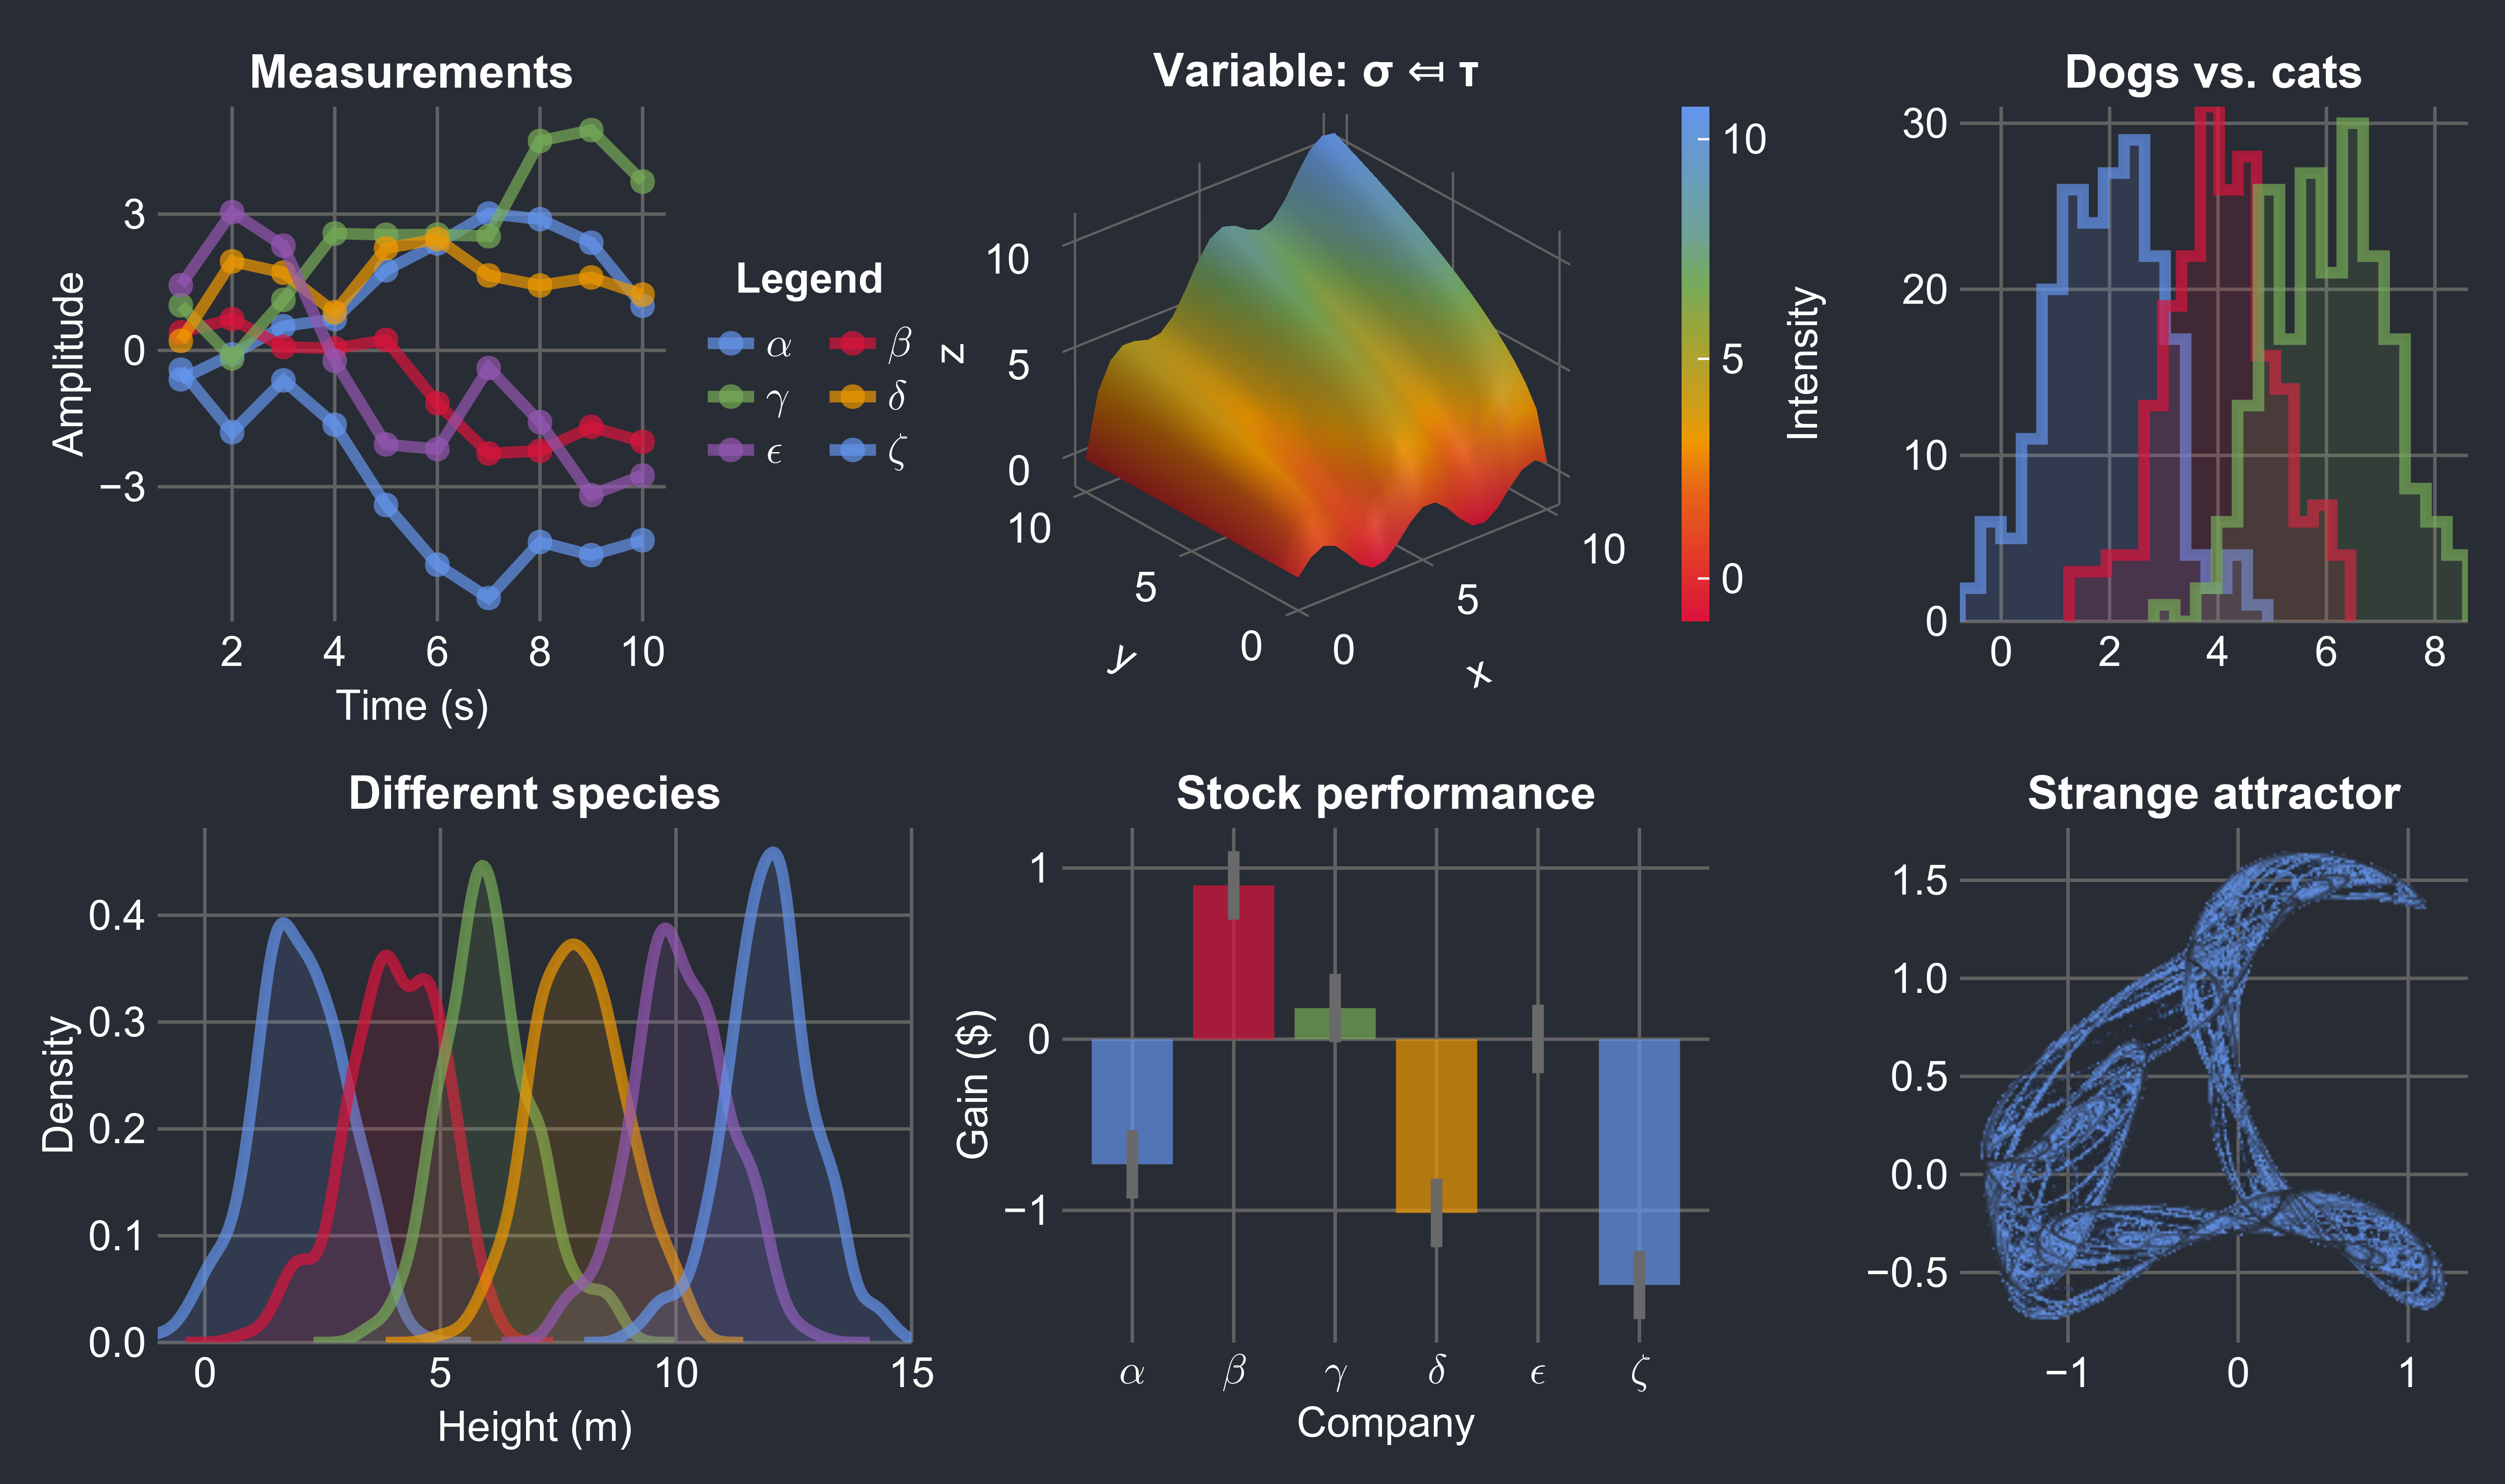 Measurements
Amplitude
3
0
−3
2 4 6 8 10
Time (s)
Legend
α β
γ δ
ϵ ζ
Variable: σ ⇷ τ
z
10
5
0
10
5
0
y
0
5
10
x
10
5
0
Intensity
Dogs vs. cats
30
20
10
0
0 2 4 6 8
Different species
Density
0.4
0.3
0.2
0.1
0.0
0 5 10 15
Height (m)
Stock performance
Gain ($)
1
0
−1
α β γ δ ϵ ζ
Company
Strange attractor
1.5
1.0
0.5
0.0
−0.5
−1 0 1